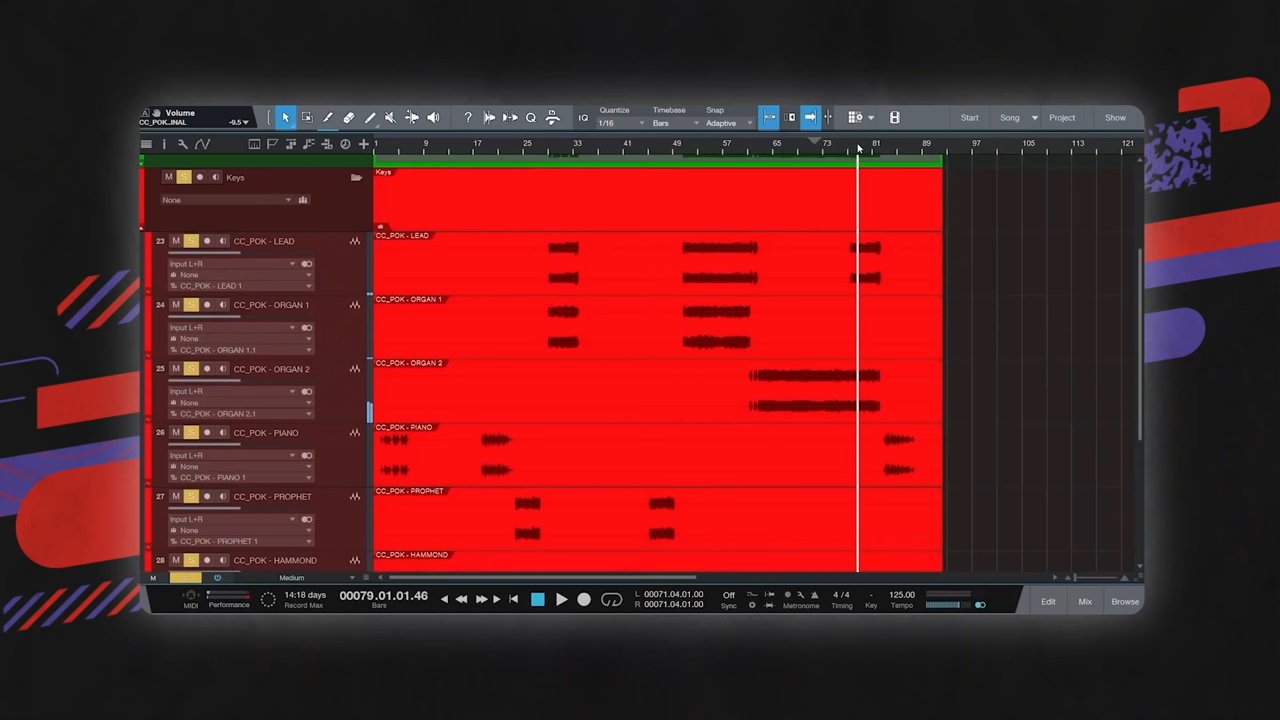 Volume
CC_POK..INAL -9.5
IQ Quantize 1/16 Timebase Bars Snap Adaptive
Start Song Project Show
1 9 17 25 33 41 49 57 65 73 81 89 97 105 113 121
M S Keys
None
Keys
23 M S CC_POK - LEAD
Input L+R
None
CC_POK - LEAD 1
CC_POK - LEAD
24 M S CC_POK - ORGAN 1
Input L+R
None
CC_POK - ORGAN 1.1
CC_POK - ORGAN 1
25 M S CC_POK - ORGAN 2
Input L+R
None
CC_POK - ORGAN 2.1
CC_POK - ORGAN 2
26 M S CC_POK - PIANO
Input L+R
None
CC_POK - PIANO 1
CC_POK - PIANO
27 M S CC_POK - PROPHET
Input L+R
None
CC_POK - PROPHET 1
CC_POK - PROPHET
28 M S CC_POK - HAMMOND
CC_POK - HAMMOND
M S Medium
MIDI Performance
14:18 days
Record Max
00079.01.01.46
Bars
L 00071.04.01.00
R 00071.04.01.00
Off
Sync
Metronome
4 / 4
Timing
-
Key
125.00
Tempo
Edit Mix Browse